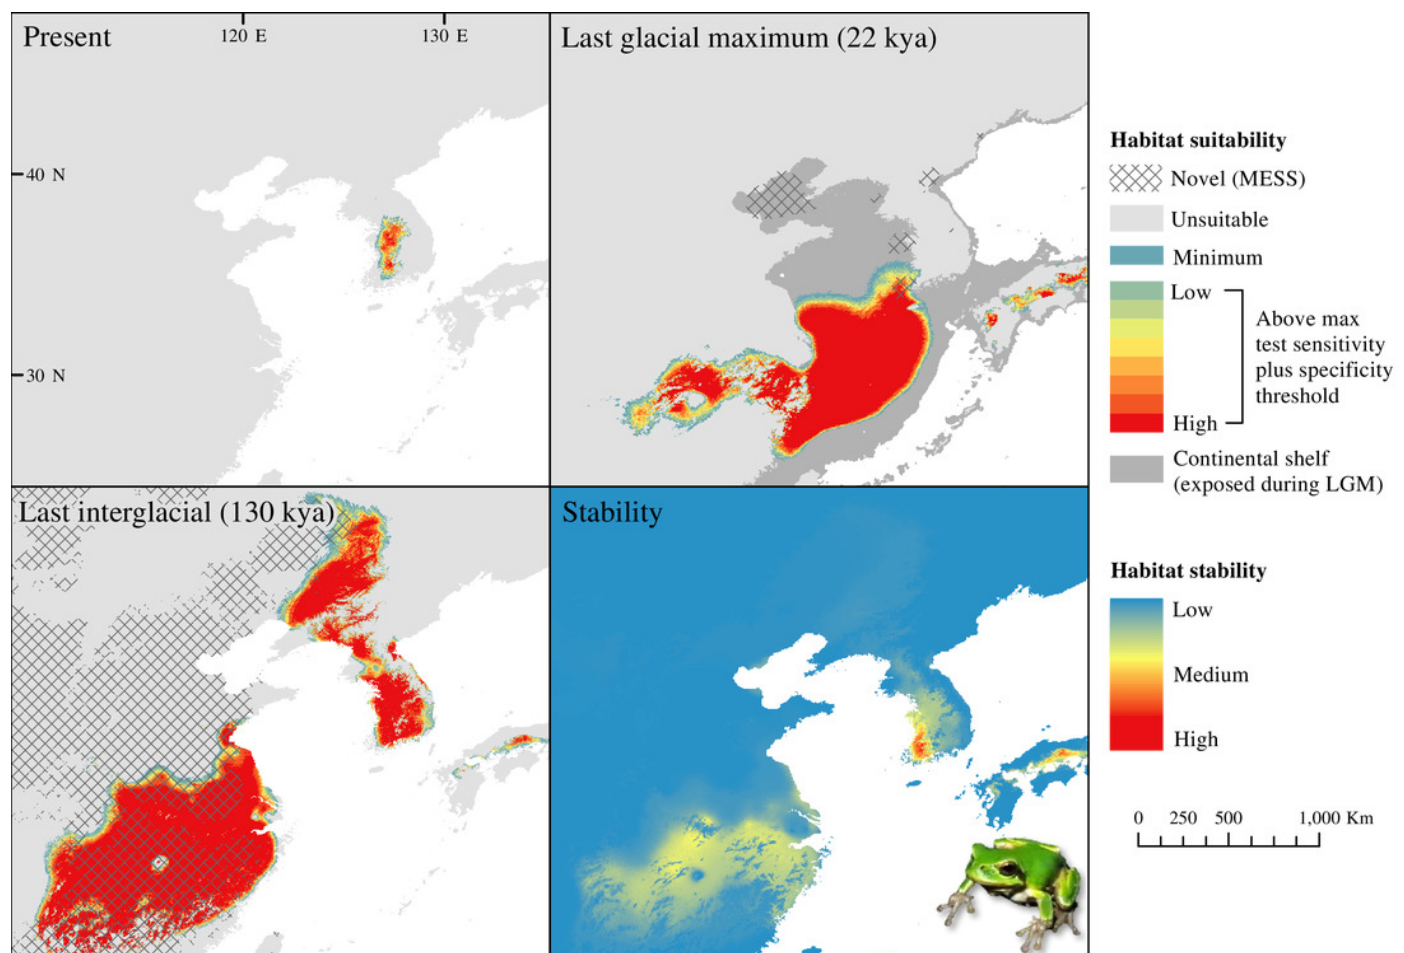 Present
120 E
130 E
40 N
30 N
Last glacial maximum (22 kya)
Last interglacial (130 kya)
Stability
Habitat suitability
Novel (MESS)
Unsuitable
Minimum
Low
High
Above max
test sensitivity
plus specificity
threshold
Continental shelf
(exposed during LGM)
Habitat stability
Low
Medium
High
0 250 500 1,000 Km